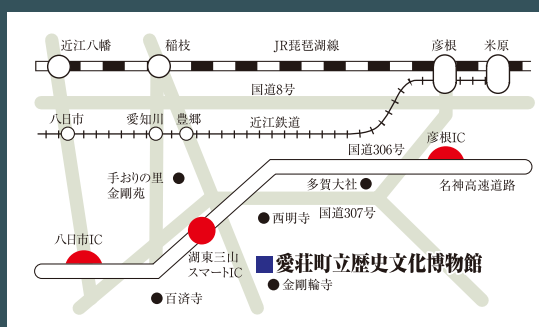 近江八幡
稲枝
JR琵琶湖線
彦根
米原
国道8号
八日市
愛知川
豊郷
近江鉄道
彦根IC
国道306号
手おりの里
金剛苑
多賀大社
名神高速道路
西明寺
国道307号
八日市IC
湖東三山
スマートIC
愛荘町立歴史文化博物館
金剛輪寺
百済寺